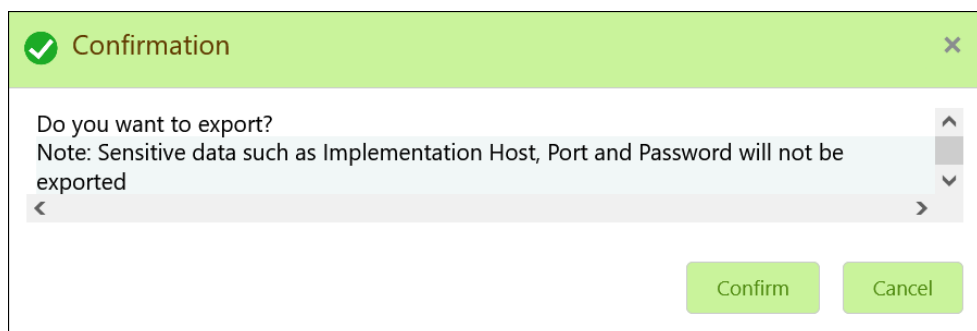 Confirmation
Do you want to export?
Note: Sensitive data such as Implementation Host, Port and Password will not be
exported
Confirm
Cancel